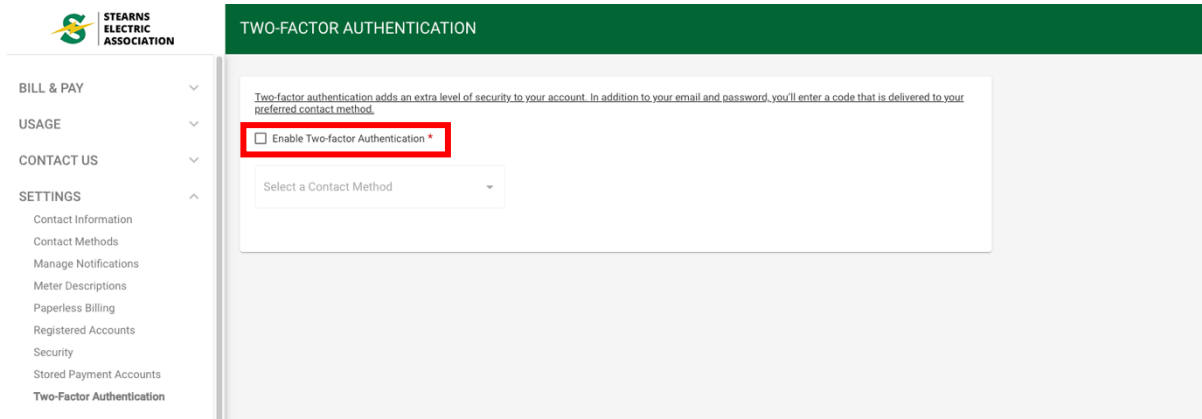 STEARNS
ELECTRIC
ASSOCIATION
TWO-FACTOR AUTHENTICATION
BILL & PAY
USAGE
CONTACT US
SETTINGS
Contact Information
Contact Methods
Manage Notifications
Meter Descriptions
Paperless Billing
Registered Accounts
Security
Stored Payment Accounts
Two-Factor Authentication
Two-factor authentication adds an extra level of security to your account. In addition to your email and password, you'll enter a code that is delivered to your
preferred contact method.
Enable Two-factor Authentication *
Select a Contact Method